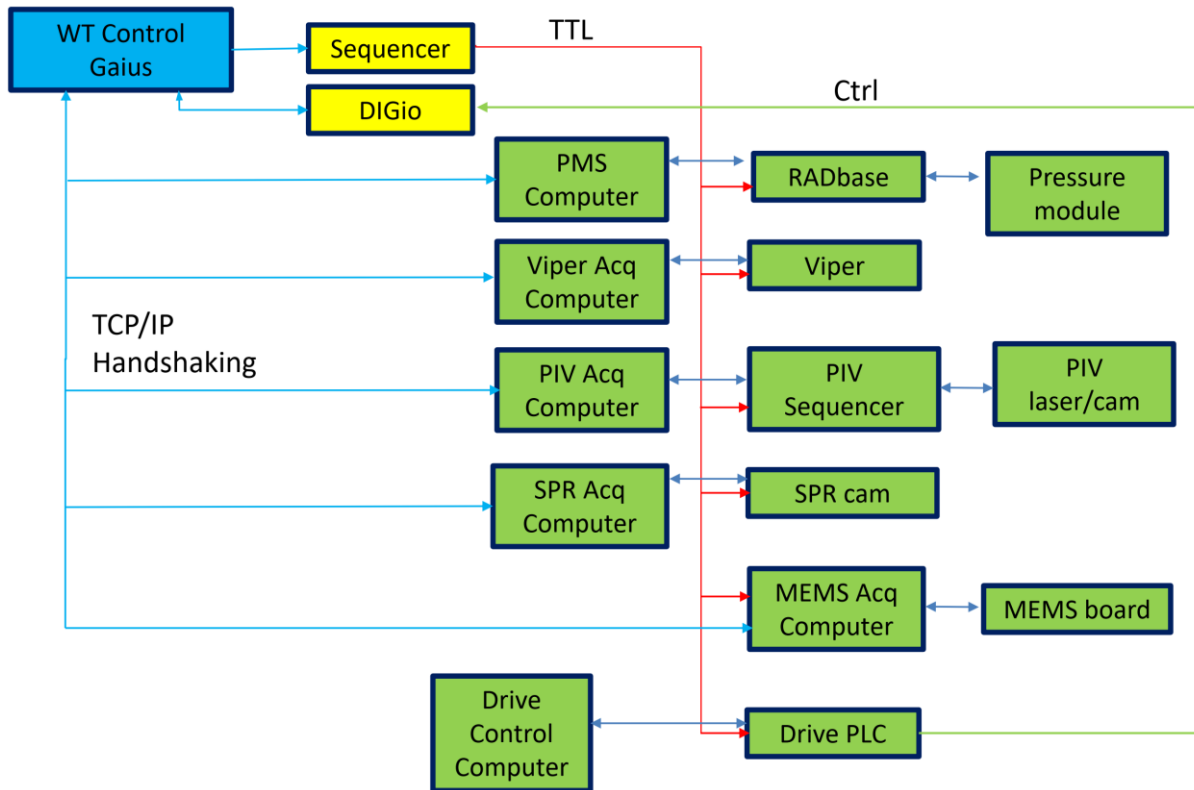 WT Control
Gaius
Sequencer
TTL
DIGio
Ctrl
PMS
Computer
RADbase
Pressure
module
Viper Acq
Computer
Viper
TCP/IP
Handshaking
PIV Acq
Computer
PIV
Sequencer
PIV
laser/cam
SPR Acq
Computer
SPR cam
MEMS Acq
Computer
MEMS board
Drive
Control
Computer
Drive PLC